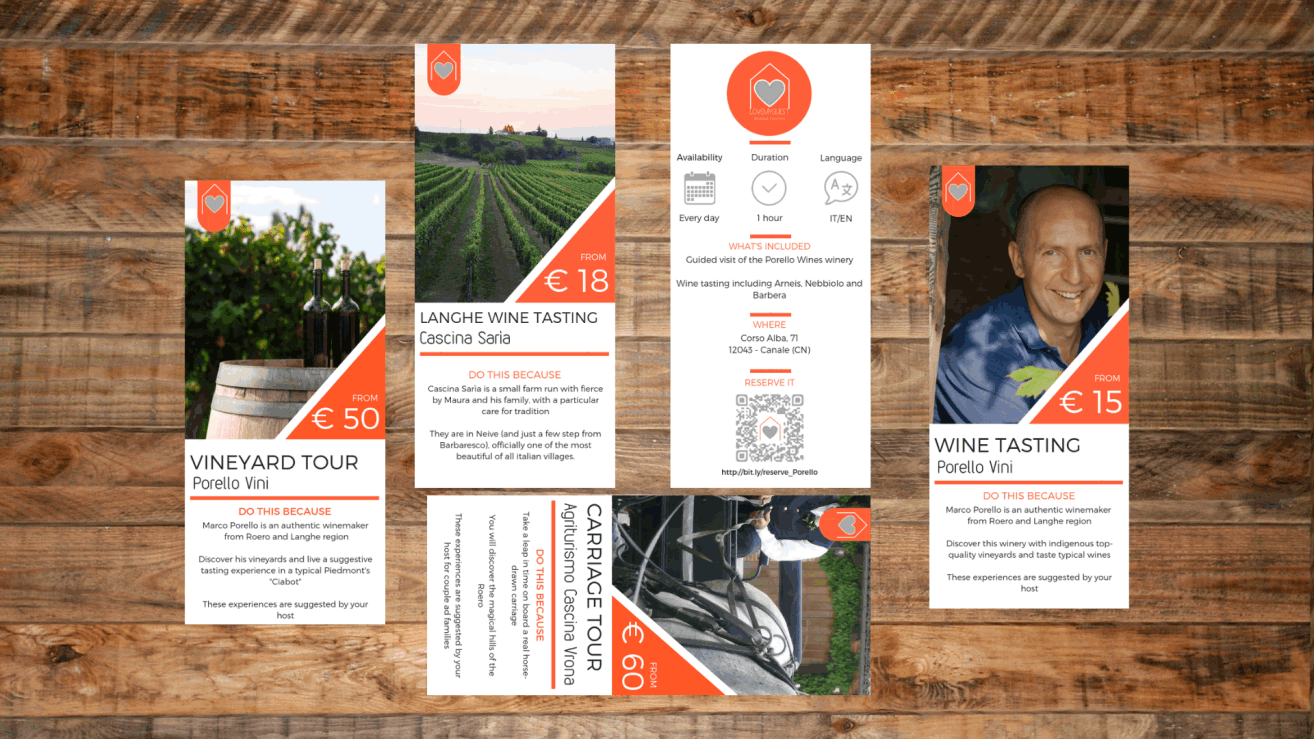 FROM
€ 50
VINEYARD TOUR
Porello Vini
DO THIS BECAUSE
Marco Porello is an authentic winemaker
from Roero and Langhe region
Discover his vineyards and live a suggestive
tasting experience in a typical Piedmont's
"Ciabot"
These experiences are suggested by your
host
FROM
€ 18
LANGHE WINE TASTING
Cascina Sarìa
DO THIS BECAUSE
Cascina Sarìa is a small farm run with fierce
by Maura and his family, with a particular
care for tradition
They are in Neive (and just a few step from
Barbaresco), officially one of the most
beautiful of all italian villages.
Availability
Duration
Language
Every day
1 hour
IT/EN
WHAT'S INCLUDED
Guided visit of the Porello Wines winery
Wine tasting including Arneis, Nebbiolo and
Barbera
WHERE
Corso Alba, 71
12043 - Canale (CN)
RESERVE IT
http://bit.ly/reserve_Porello
FROM
€ 60
CARRIAGE TOUR
Agriturismo Cascina Vrona
DO THIS BECAUSE
Take a leap in time on board a real horse-
drawn carriage
You will discover the magical hills of the
Roero
These experiences are suggested by your
host for couple ad families
FROM
€ 15
WINE TASTING
Porello Vini
DO THIS BECAUSE
Marco Porello is an authentic winemaker
from Roero and Langhe region
Discover this winery with indigenous top-
quality vineyards and taste typical wines
These experiences are suggested by your
host